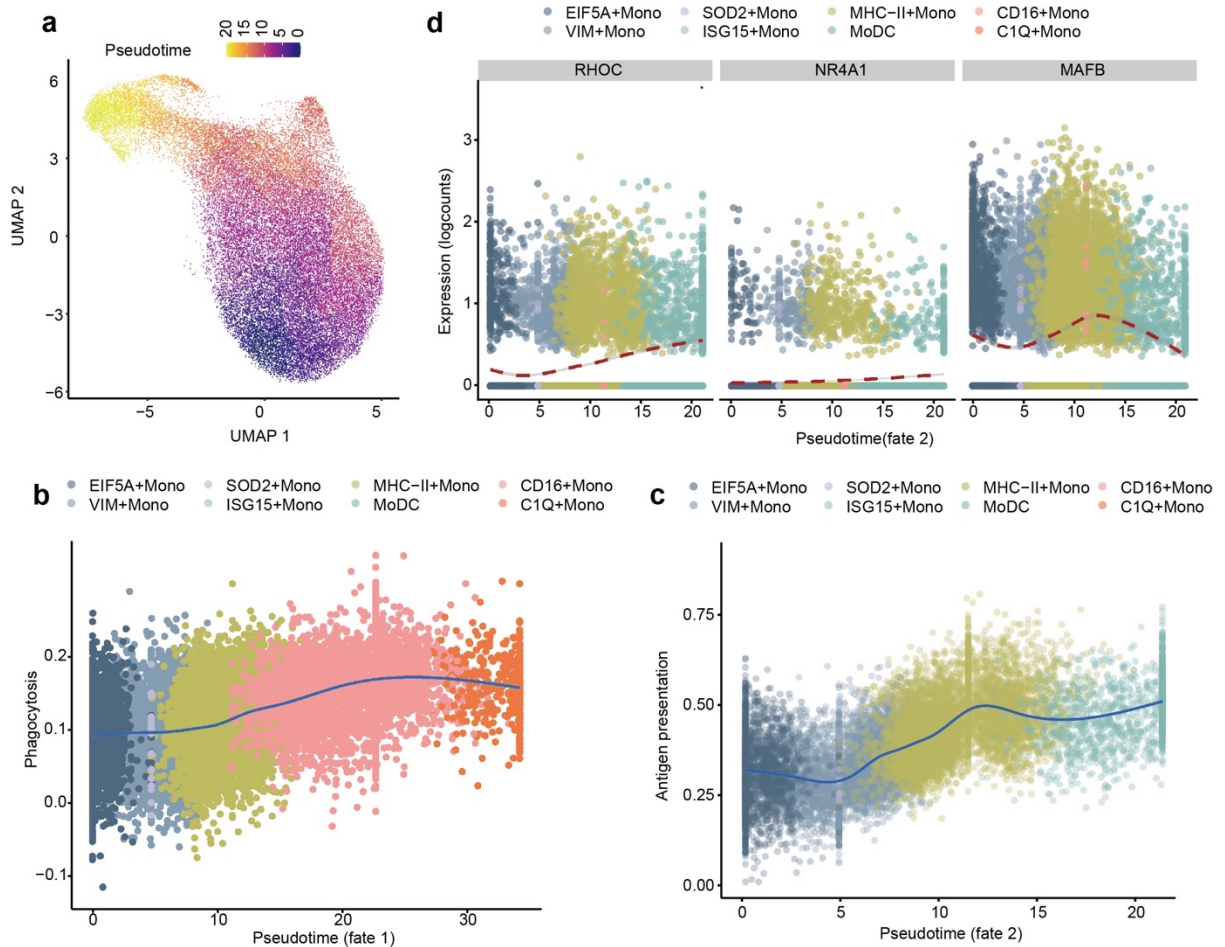 a
Pseudotime
20 15 10 5 0
6
3
0
−3
−6
UMAP 2
−5 0 5
UMAP 1
d
EIF5A+Mono SOD2+Mono MHC−II+Mono CD16+Mono
VIM+Mono ISG15+Mono MoDC C1Q+Mono
RHOC NR4A1 MAFB
Expression (logcounts)
3
2
1
0
0 5 10 15 20 0 5 10 15 20 0 5 10 15 20
Pseudotime(fate 2)
b
EIF5A+Mono SOD2+Mono MHC−II+Mono CD16+Mono
VIM+Mono ISG15+Mono MoDC C1Q+Mono
Phagocytosis
0.2
0.1
0.0
−0.1
0 10 20 30
Pseudotime (fate 1)
c
EIF5A+Mono SOD2+Mono MHC−II+Mono CD16+Mono
VIM+Mono ISG15+Mono MoDC C1Q+Mono
Antigen presentation
0.75
0.50
0.25
0.00
0 5 10 15 20
Pseudotime (fate 2)